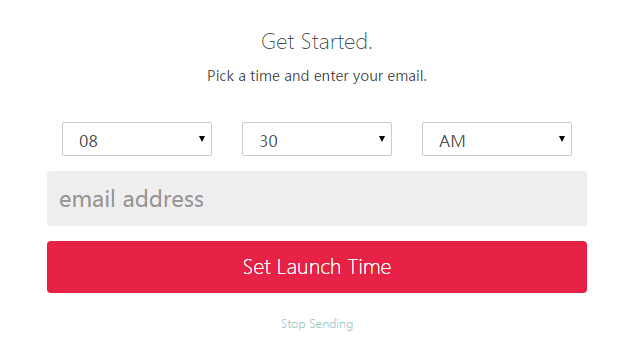 Get Started.
Pick a time and enter your email.
08 30 AM
email address
Set Launch Time
Stop Sending